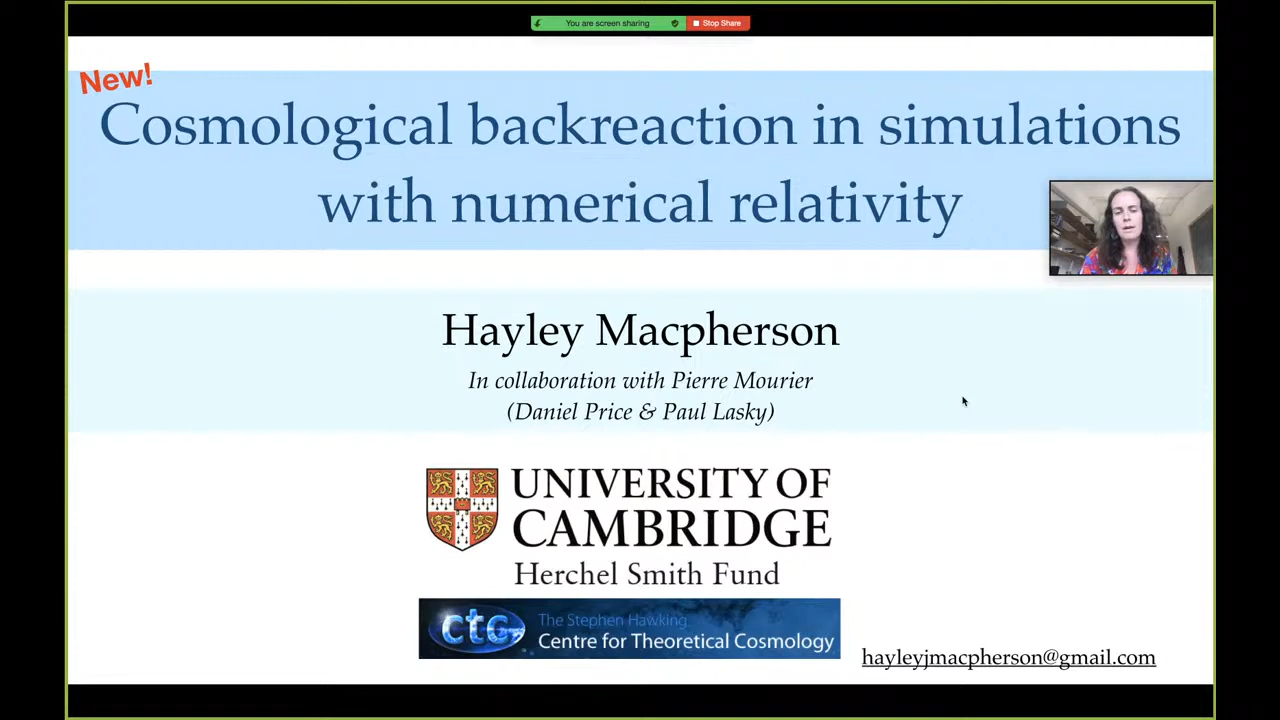 You are screen sharing
Stop Share
New!
Cosmological backreaction in simulations
with numerical relativity
Hayley Macpherson
In collaboration with Pierre Mourier
(Daniel Price & Paul Lasky)
UNIVERSITY OF
CAMBRIDGE
Herchel Smith Fund
ctc
The Stephen Hawking
Centre for Theoretical Cosmology
hayleyjmacpherson@gmail.com